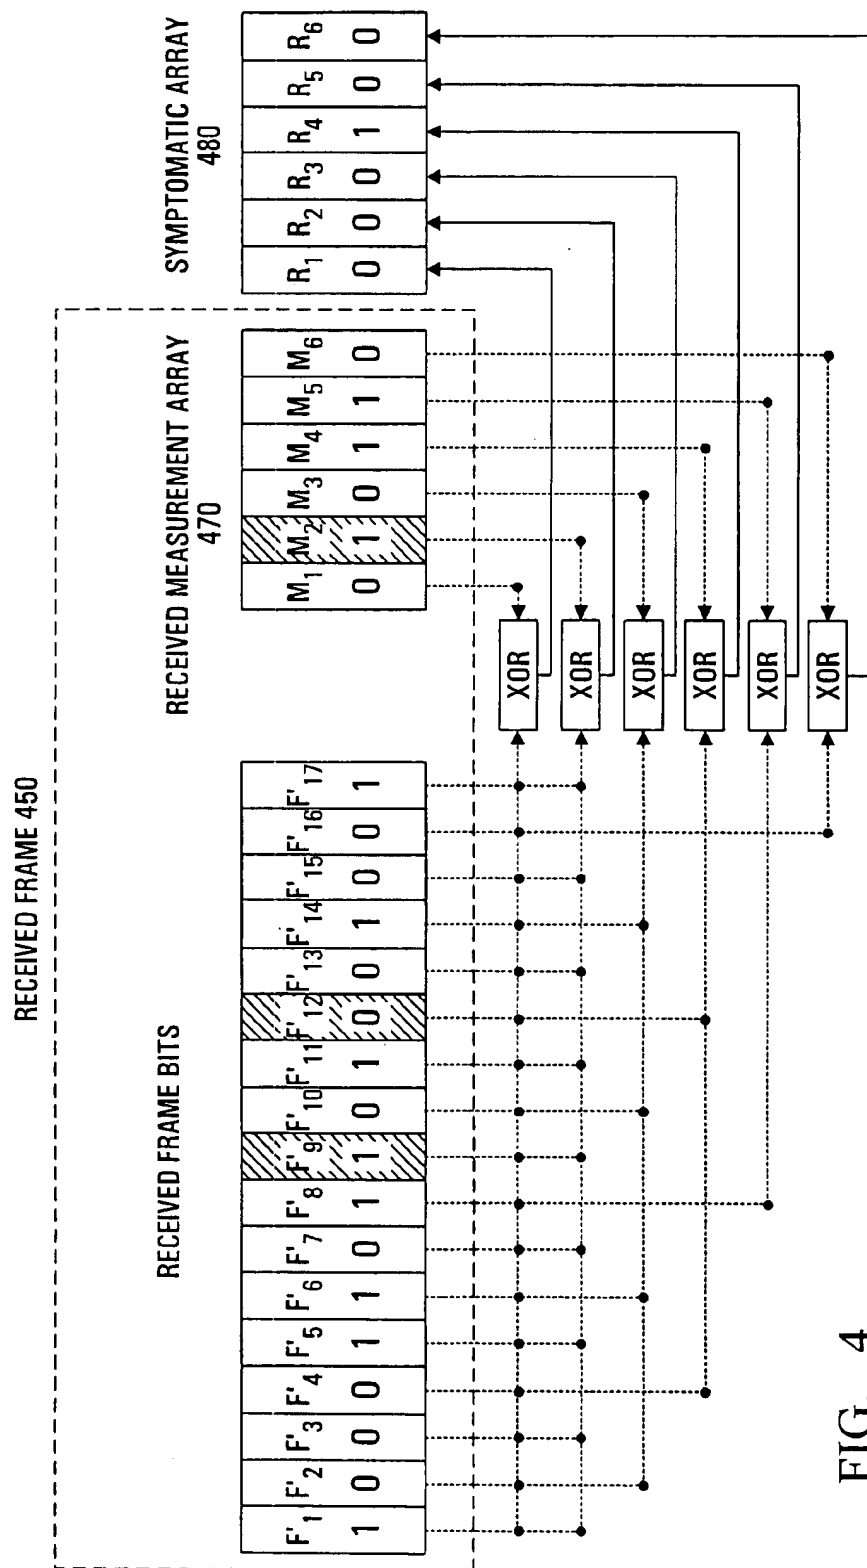 RECEIVED FRAME 450
RECEIVED FRAME BITS
RECEIVED MEASUREMENT ARRAY
470
SYMPTOMATIC ARRAY
480
F'1 F'2 F'3 F'4 F'5 F'6 F'7 F'8 F'9 F'10 F'11 F'12 F'13 F'14 F'15 F'16 F'17
1 0 0 0 1 1 0 1 1 0 1 0 0 1 0 0 1
M1 M2 M3 M4 M5 M6
0 1 0 1 1 0
R1 R2 R3 R4 R5 R6
0 0 0 1 0 0
XOR
XOR
XOR
XOR
XOR
XOR
FIG. 4